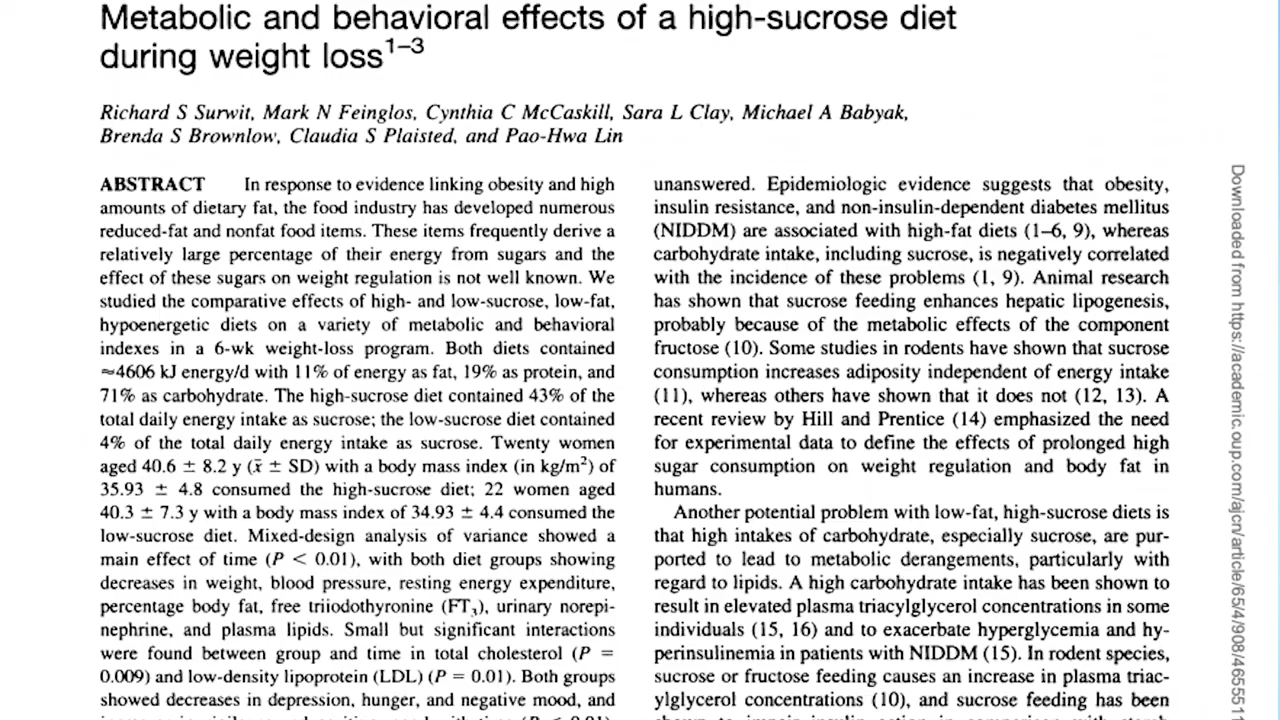 Metabolic and behavioral effects of a high-sucrose diet
during weight loss1–3
Richard S Surwit, Mark N Feinglos, Cynthia C McCaskill, Sara L Clay, Michael A Babyak,
Brenda S Brownlow, Claudia S Plaisted, and Pao-Hwa Lin
ABSTRACT In response to evidence linking obesity and high
amounts of dietary fat, the food industry has developed numerous
reduced-fat and nonfat food items. These items frequently derive a
relatively large percentage of their energy from sugars and the
effect of these sugars on weight regulation is not well known. We
studied the comparative effects of high- and low-sucrose, low-fat,
hypoenergetic diets on a variety of metabolic and behavioral
indexes in a 6-wk weight-loss program. Both diets contained
≈4606 kJ energy/d with 11% of energy as fat, 19% as protein, and
71% as carbohydrate. The high-sucrose diet contained 43% of the
total daily energy intake as sucrose; the low-sucrose diet contained
4% of the total daily energy intake as sucrose. Twenty women
aged 40.6 ± 8.2 y (x̄ ± SD) with a body mass index (in kg/m²) of
35.93 ± 4.8 consumed the high-sucrose diet; 22 women aged
40.3 ± 7.3 y with a body mass index of 34.93 ± 4.4 consumed the
low-sucrose diet. Mixed-design analysis of variance showed a
main effect of time (P < 0.01), with both diet groups showing
decreases in weight, blood pressure, resting energy expenditure,
percentage body fat, free triiodothyronine (FT3), urinary norepi-
nephrine, and plasma lipids. Small but significant interactions
were found between group and time in total cholesterol (P =
0.009) and low-density lipoprotein (LDL) (P = 0.01). Both groups
showed decreases in depression, hunger, and negative mood, and
unanswered. Epidemiologic evidence suggests that obesity,
insulin resistance, and non-insulin-dependent diabetes mellitus
(NIDDM) are associated with high-fat diets (1–6, 9), whereas
carbohydrate intake, including sucrose, is negatively correlated
with the incidence of these problems (1, 9). Animal research
has shown that sucrose feeding enhances hepatic lipogenesis,
probably because of the metabolic effects of the component
fructose (10). Some studies in rodents have shown that sucrose
consumption increases adiposity independent of energy intake
(11), whereas others have shown that it does not (12, 13). A
recent review by Hill and Prentice (14) emphasized the need
for experimental data to define the effects of prolonged high
sugar consumption on weight regulation and body fat in
humans.
Another potential problem with low-fat, high-sucrose diets is
that high intakes of carbohydrate, especially sucrose, are pur-
ported to lead to metabolic derangements, particularly with
regard to lipids. A high carbohydrate intake has been shown to
result in elevated plasma triacylglycerol concentrations in some
individuals (15, 16) and to exacerbate hyperglycemia and hy-
perinsulinemia in patients with NIDDM (15). In rodent species,
sucrose or fructose feeding causes an increase in plasma triac-
ylglycerol concentrations (10), and sucrose feeding has been
Downloaded from https://academic.oup.com/ajcn/article/65/4/908/465551